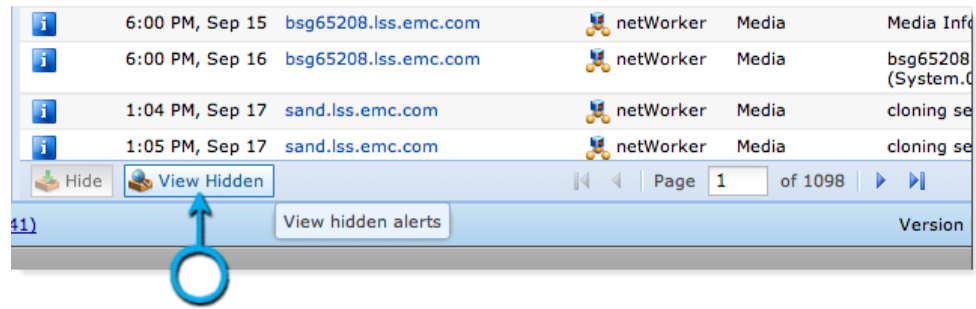 6:00 PM, Sep 15 bsg65208.lss.emc.com netWorker Media Media Info
6:00 PM, Sep 16 bsg65208.lss.emc.com netWorker Media bsg65208
(System.
1:04 PM, Sep 17 sand.lss.emc.com netWorker Media cloning se
1:05 PM, Sep 17 sand.lss.emc.com netWorker Media cloning se
Hide View Hidden Page 1 of 1098
41) View hidden alerts Version